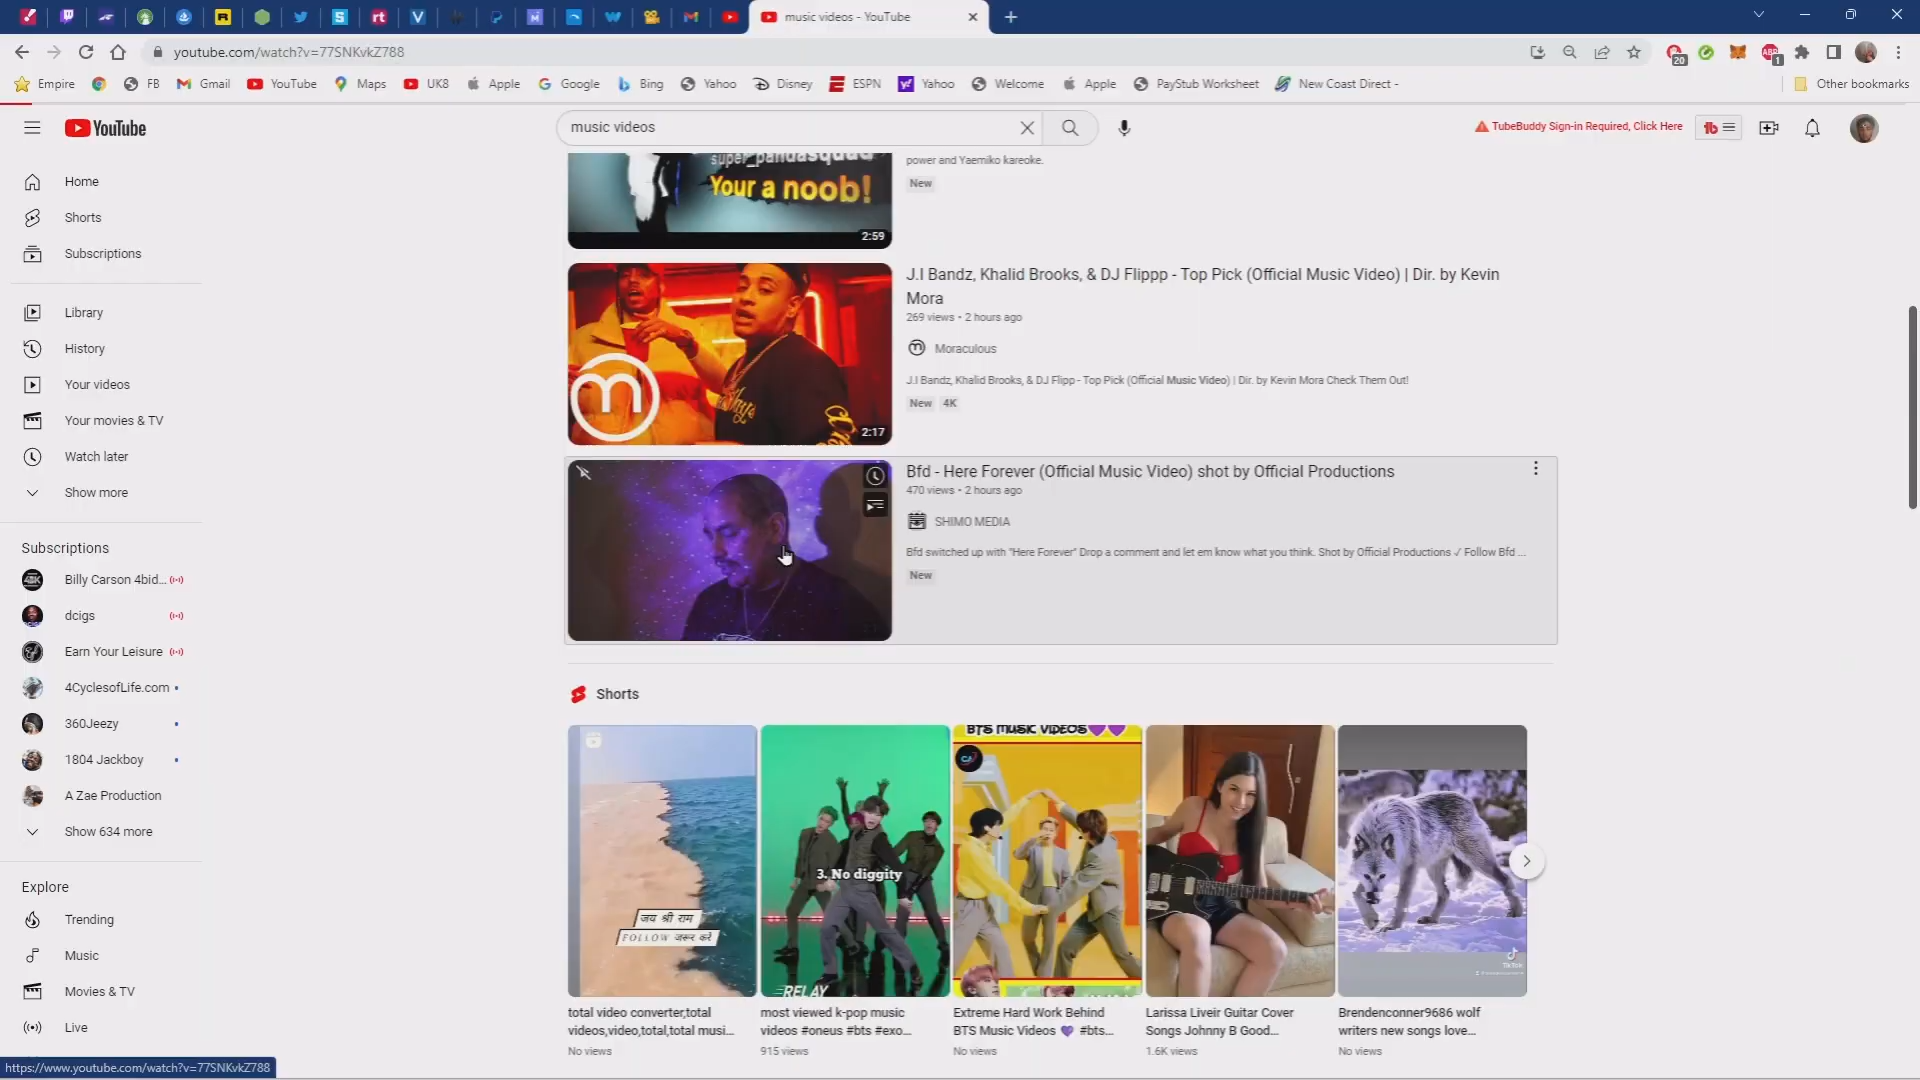 music videos - YouTube
youtube.com/watch?v=77SNKvkZ788
20
1
Empire
FB
Gmail
YouTube
Maps
UK8
Apple
Google
Bing
Yahoo
Disney
ESPN
Yahoo
Welcome
Apple
PayStub Worksheet
New Coast Direct -
Other bookmarks
YouTube
music videos
TubeBuddy Sign-in Required, Click Here
Home
Shorts
Subscriptions
Library
History
Your videos
Your movies & TV
Watch later
Show more
Subscriptions
Billy Carson 4bid...
dcigs
Earn Your Leisure
4CyclesofLife.com
360Jeezy
1804 Jackboy
A Zae Production
Show 634 more
Explore
Trending
Music
Movies & TV
Live
https://www.youtube.com/watch?v=77SNKvkZ788
super_pandasquad
Your a noob!
2:59
power and Yaemiko kareoke.
New
2:17
J.I Bandz, Khalid Brooks, & DJ Flippp - Top Pick (Official Music Video) | Dir. by Kevin
Mora
269 views • 2 hours ago
Moraculous
J.I Bandz, Khalid Brooks, & DJ Flipp - Top Pick (Official Music Video) | Dir. by Kevin Mora Check Them Out!
New 4K
Bfd - Here Forever (Official Music Video) shot by Official Productions
470 views • 2 hours ago
SHIMO MEDIA
Bfd switched up with "Here Forever" Drop a comment and let em know what you think. Shot by Official Productions ✓ Follow Bfd ...
New
Shorts
जय श्री राम
FOLLOW जरूर करें
total video converter,total
videos,video,total,total musi...
No views
3. No diggity
RELAY
most viewed k-pop music
videos #oneus #bts #exo...
915 views
BTS MUSIC VIDEOS💜💜
Extreme Hard Work Behind
BTS Music Videos 💜 #bts...
No views
Larissa Liveir Guitar Cover
Songs Johnny B Good...
1.6K views
TikTok
Brendenconner9686 wolf
writers new songs love...
No views